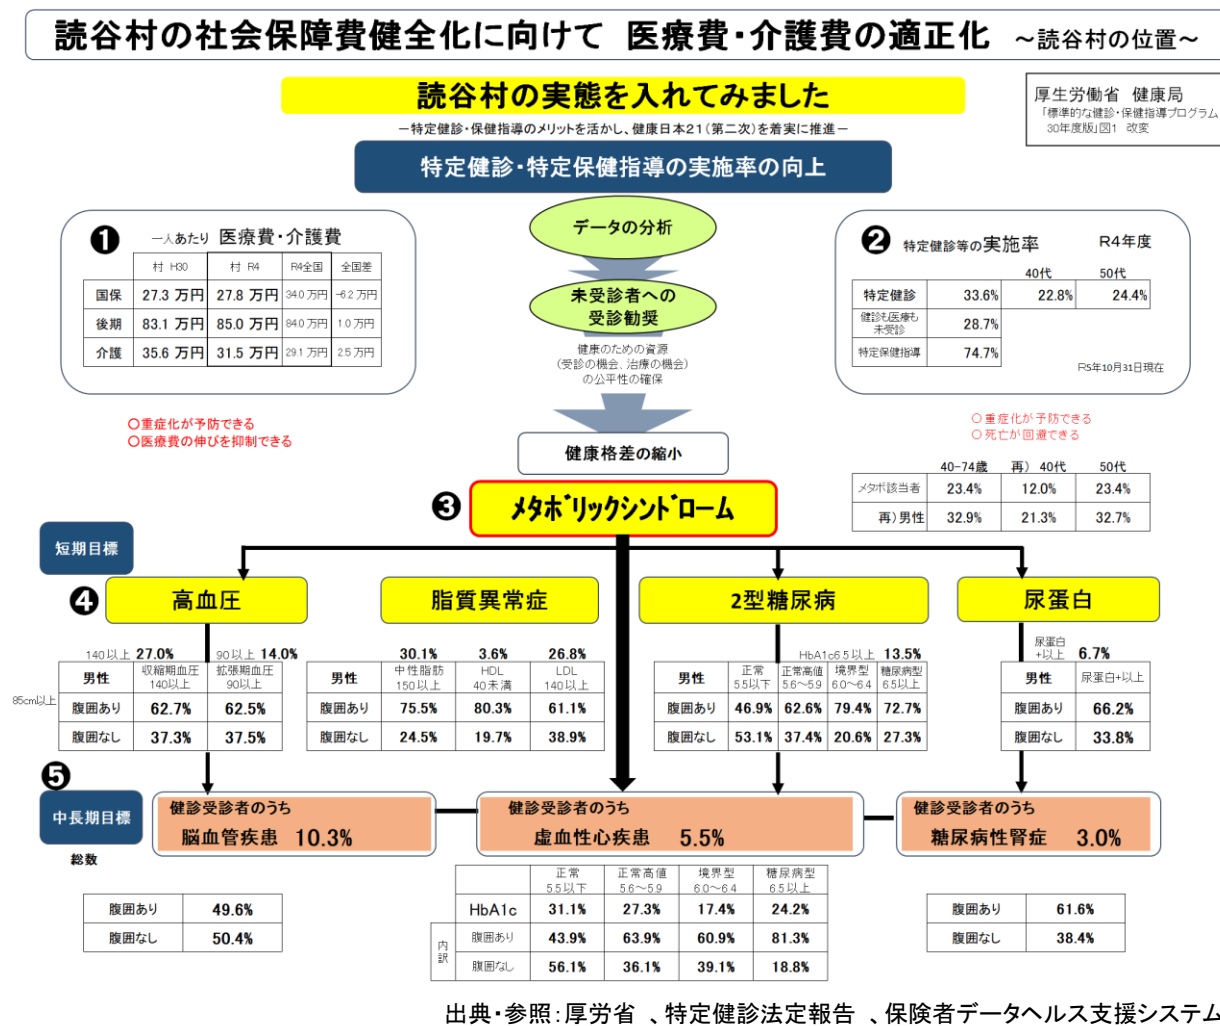 読谷村の社会保障費健全化に向けて 医療費・介護費の適正化 ～読谷村の位置～
読谷村の実態を入れてみました
厚生労働省 健康局
「標準的な健診・保健指導プログラム
30年度版」図1 改変
－特定健診・保健指導のメリットを活かし、健康日本21（第二次）を着実に推進－
特定健診・特定保健指導の実施率の向上
❶ 一人あたり 医療費・介護費
村 H30 村 R4 R4全国 全国差
国保 27.3 万円 27.8 万円 34.0 万円 -6.2 万円
後期 83.1 万円 85.0 万円 84.0 万円 1.0 万円
介護 35.6 万円 31.5 万円 29.1 万円 2.5 万円
○重症化が予防できる
○医療費の伸びを抑制できる
データの分析
未受診者への
受診勧奨
健康のための資源
(受診の機会、治療の機会)
の公平性の確保
健康格差の縮小
❷ 特定健診等の実施率 R4年度
40代 50代
特定健診 33.6% 22.8% 24.4%
健診も医療も
未受診 28.7%
特定保健指導 74.7%
R5年10月31日現在
○重症化が予防できる
○死亡が回避できる
40-74歳 再） 40代 50代
メタボ該当者 23.4% 12.0% 23.4%
再）男性 32.9% 21.3% 32.7%
❸ メタボリックシンドローム
短期目標
❹ 高血圧
脂質異常症
2型糖尿病
尿蛋白
140以上 27.0% 90以上 14.0%
男性 収縮期血圧 140以上 拡張期血圧 90以上
85cm以上
腹囲あり 62.7% 62.5%
腹囲なし 37.3% 37.5%
30.1% 3.6% 26.8%
男性 中性脂肪 150以上 HDL 40未満 LDL 140以上
腹囲あり 75.5% 80.3% 61.1%
腹囲なし 24.5% 19.7% 38.9%
HbA1c6.5以上 13.5%
男性 正常 5.5以下 正常高値 5.6～5.9 境界型 6.0～6.4 糖尿病型 6.5以上
腹囲あり 46.9% 62.6% 79.4% 72.7%
腹囲なし 53.1% 37.4% 20.6% 27.3%
尿蛋白
+以上 6.7%
男性 尿蛋白+以上
腹囲あり 66.2%
腹囲なし 33.8%
❺
中長期目標
総数
健診受診者のうち
脳血管疾患 10.3%
健診受診者のうち
虚血性心疾患 5.5%
健診受診者のうち
糖尿病性腎症 3.0%
腹囲あり 49.6%
腹囲なし 50.4%
正常 5.5以下 正常高値 5.6～5.9 境界型 6.0～6.4 糖尿病型 6.5以上
HbA1c 31.1% 27.3% 17.4% 24.2%
内訳
腹囲あり 43.9% 63.9% 60.9% 81.3%
腹囲なし 56.1% 36.1% 39.1% 18.8%
腹囲あり 61.6%
腹囲なし 38.4%
出典・参照：厚労省 、特定健診法定報告 、保険者データヘルス支援システム